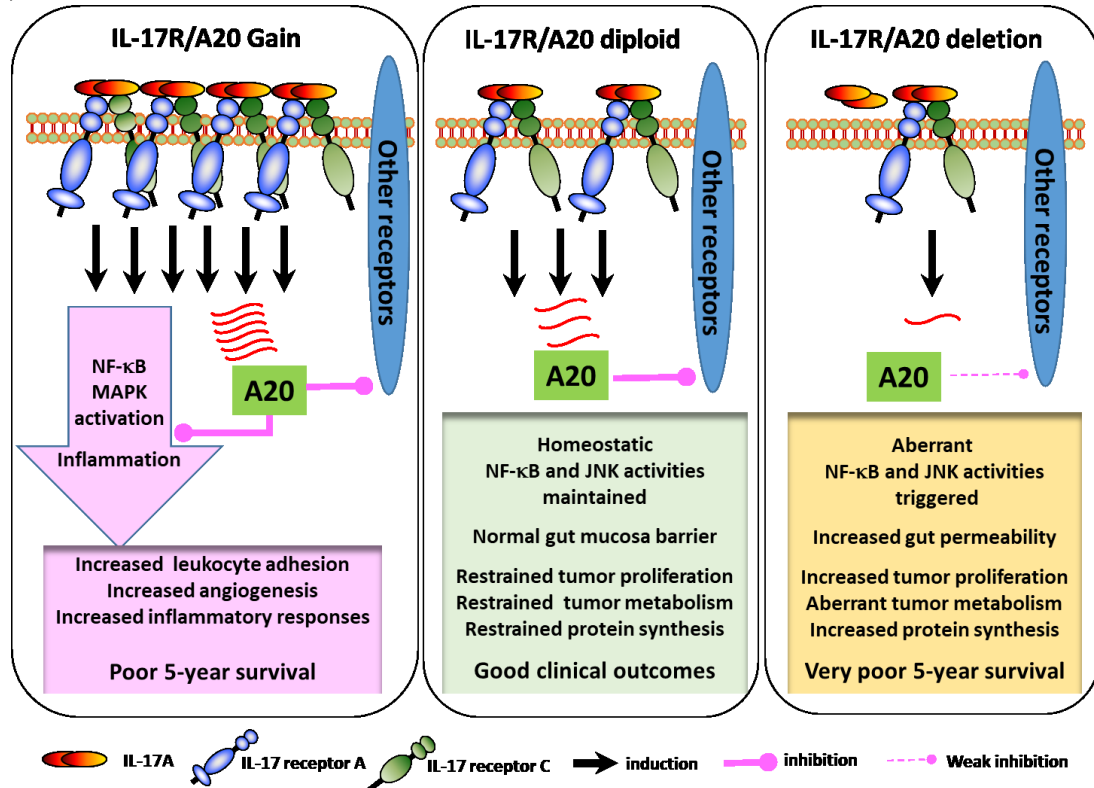 IL-17R/A20 Gain
Other receptors
NF-κB
MAPK
activation
Inflammation
A20
Increased leukocyte adhesion
Increased angiogenesis
Increased inflammatory responses
Poor 5-year survival
IL-17R/A20 diploid
Other receptors
A20
Homeostatic
NF-κB and JNK activities
maintained
Normal gut mucosa barrier
Restrained tumor proliferation
Restrained tumor metabolism
Restrained protein synthesis
Good clinical outcomes
IL-17R/A20 deletion
Other receptors
A20
Aberrant
NF-κB and JNK activities
triggered
Increased gut permeability
Increased tumor proliferation
Aberrant tumor metabolism
Increased protein synthesis
Very poor 5-year survival
IL-17A
IL-17 receptor A
IL-17 receptor C
induction
inhibition
Weak inhibition